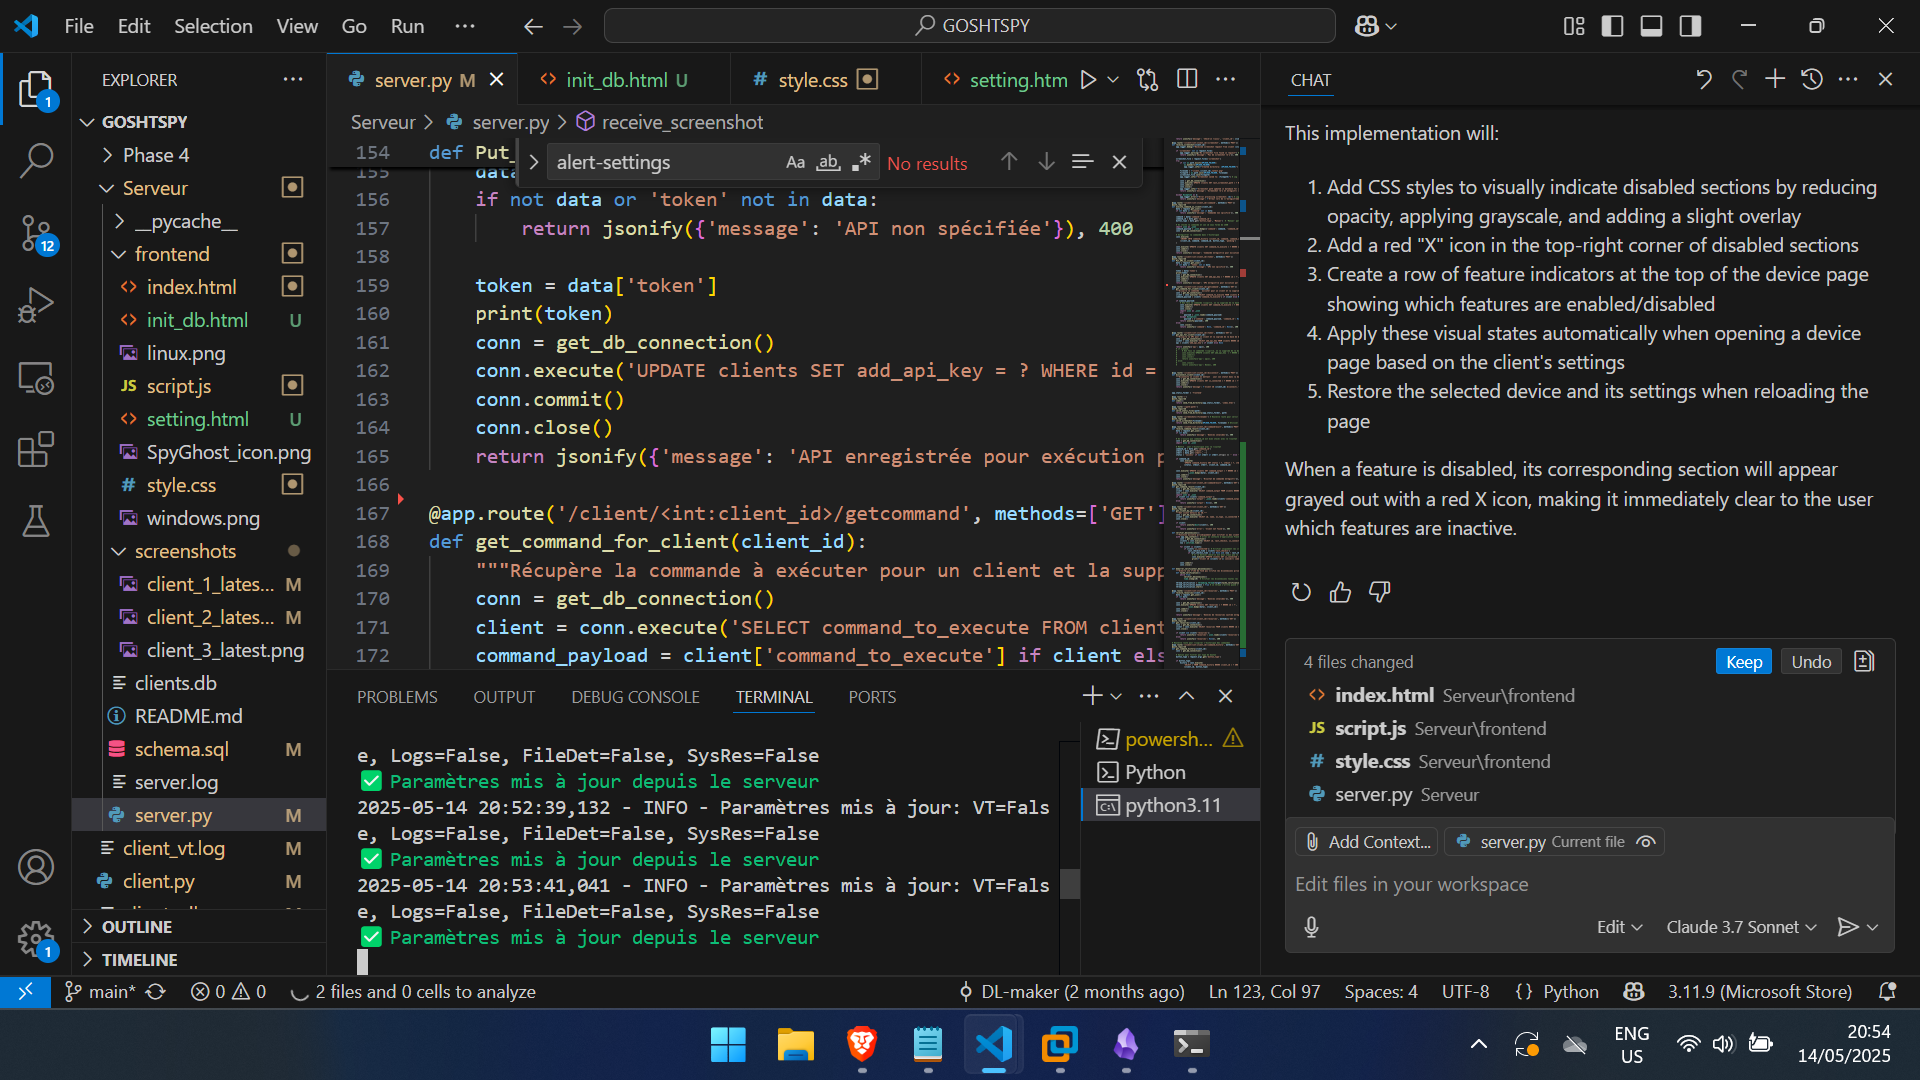 File Edit Selection View Go Run ··· GOSHTSPY
EXPLORER
1
12
1
GOSHTSPY
Phase 4
Serveur
__pycache__
frontend
index.html
init_db.html U
linux.png
JS script.js
setting.html U
SpyGhost_icon.png
# style.css
windows.png
screenshots
client_1_lates... M
client_2_lates... M
client_3_latest.png
clients.db
README.md
schema.sql M
server.log
server.py M
client_vt.log M
client.py M
OUTLINE
TIMELINE
server.py M
init_db.html U
# style.css
setting.htm
Serveur > server.py > receive_screenshot
alert-settings Aa ab .* No results
154 def Put_
155 data
156 if not data or 'token' not in data:
157 return jsonify({'message': 'API non spécifiée'}), 400
158
159 token = data['token']
160 print(token)
161 conn = get_db_connection()
162 conn.execute('UPDATE clients SET add_api_key = ? WHERE id =
163 conn.commit()
164 conn.close()
165 return jsonify({'message': 'API enregistrée pour exécution p
166
167 @app.route('/client/<int:client_id>/getcommand', methods=['GET']
168 def get_command_for_client(client_id):
169 """Récupère la commande à exécuter pour un client et la supp
170 conn = get_db_connection()
171 client = conn.execute('SELECT command_to_execute FROM client
172 command_payload = client['command_to_execute'] if client els
PROBLEMS OUTPUT DEBUG CONSOLE TERMINAL PORTS
e, Logs=False, FileDet=False, SysRes=False
✅ Paramètres mis à jour depuis le serveur
2025-05-14 20:52:39,132 - INFO - Paramètres mis à jour: VT=Fals
e, Logs=False, FileDet=False, SysRes=False
✅ Paramètres mis à jour depuis le serveur
2025-05-14 20:53:41,041 - INFO - Paramètres mis à jour: VT=Fals
e, Logs=False, FileDet=False, SysRes=False
✅ Paramètres mis à jour depuis le serveur
powersh...
Python
python3.11
CHAT
This implementation will:
1. Add CSS styles to visually indicate disabled sections by reducing
opacity, applying grayscale, and adding a slight overlay
2. Add a red "X" icon in the top-right corner of disabled sections
3. Create a row of feature indicators at the top of the device page
showing which features are enabled/disabled
4. Apply these visual states automatically when opening a device
page based on the client's settings
5. Restore the selected device and its settings when reloading the
page
When a feature is disabled, its corresponding section will appear
grayed out with a red X icon, making it immediately clear to the user
which features are inactive.
4 files changed Keep Undo
index.html Serveur\frontend
JS script.js Serveur\frontend
# style.css Serveur\frontend
server.py Serveur
Add Context... server.py Current file
Edit files in your workspace
Edit Claude 3.7 Sonnet
main* 0 0 2 files and 0 cells to analyze DL-maker (2 months ago) Ln 123, Col 97 Spaces: 4 UTF-8 {} Python 3.11.9 (Microsoft Store)
ENG
US
20:54
14/05/2025